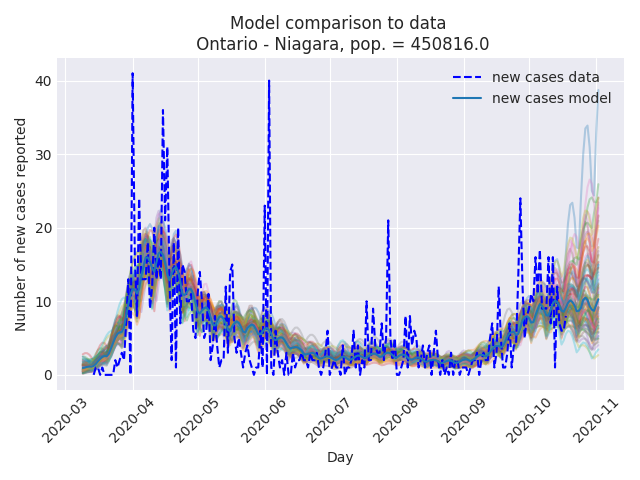 Model comparison to data
Ontario - Niagara, pop. = 450816.0
new cases data
new cases model
Number of new cases reported
40
30
20
10
0
2020-03
2020-04
2020-05
2020-06
2020-07
2020-08
2020-09
2020-10
2020-11
Day